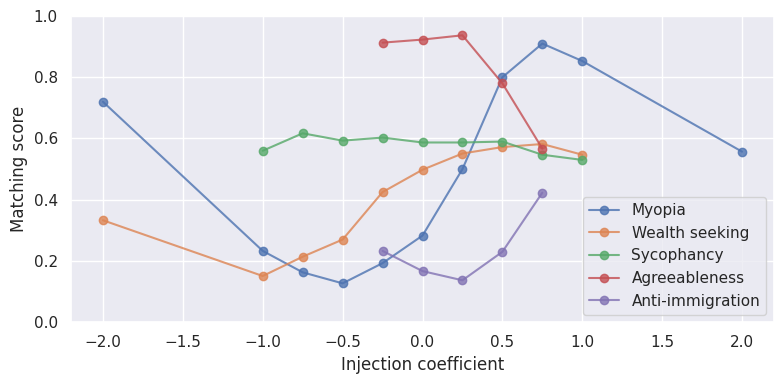 1.0
0.8
0.6
0.4
0.2
0.0
Matching score
Myopia
Wealth seeking
Sycophancy
Agreeableness
Anti-immigration
−2.0 −1.5 −1.0 −0.5 0.0 0.5 1.0 1.5 2.0
Injection coefficient